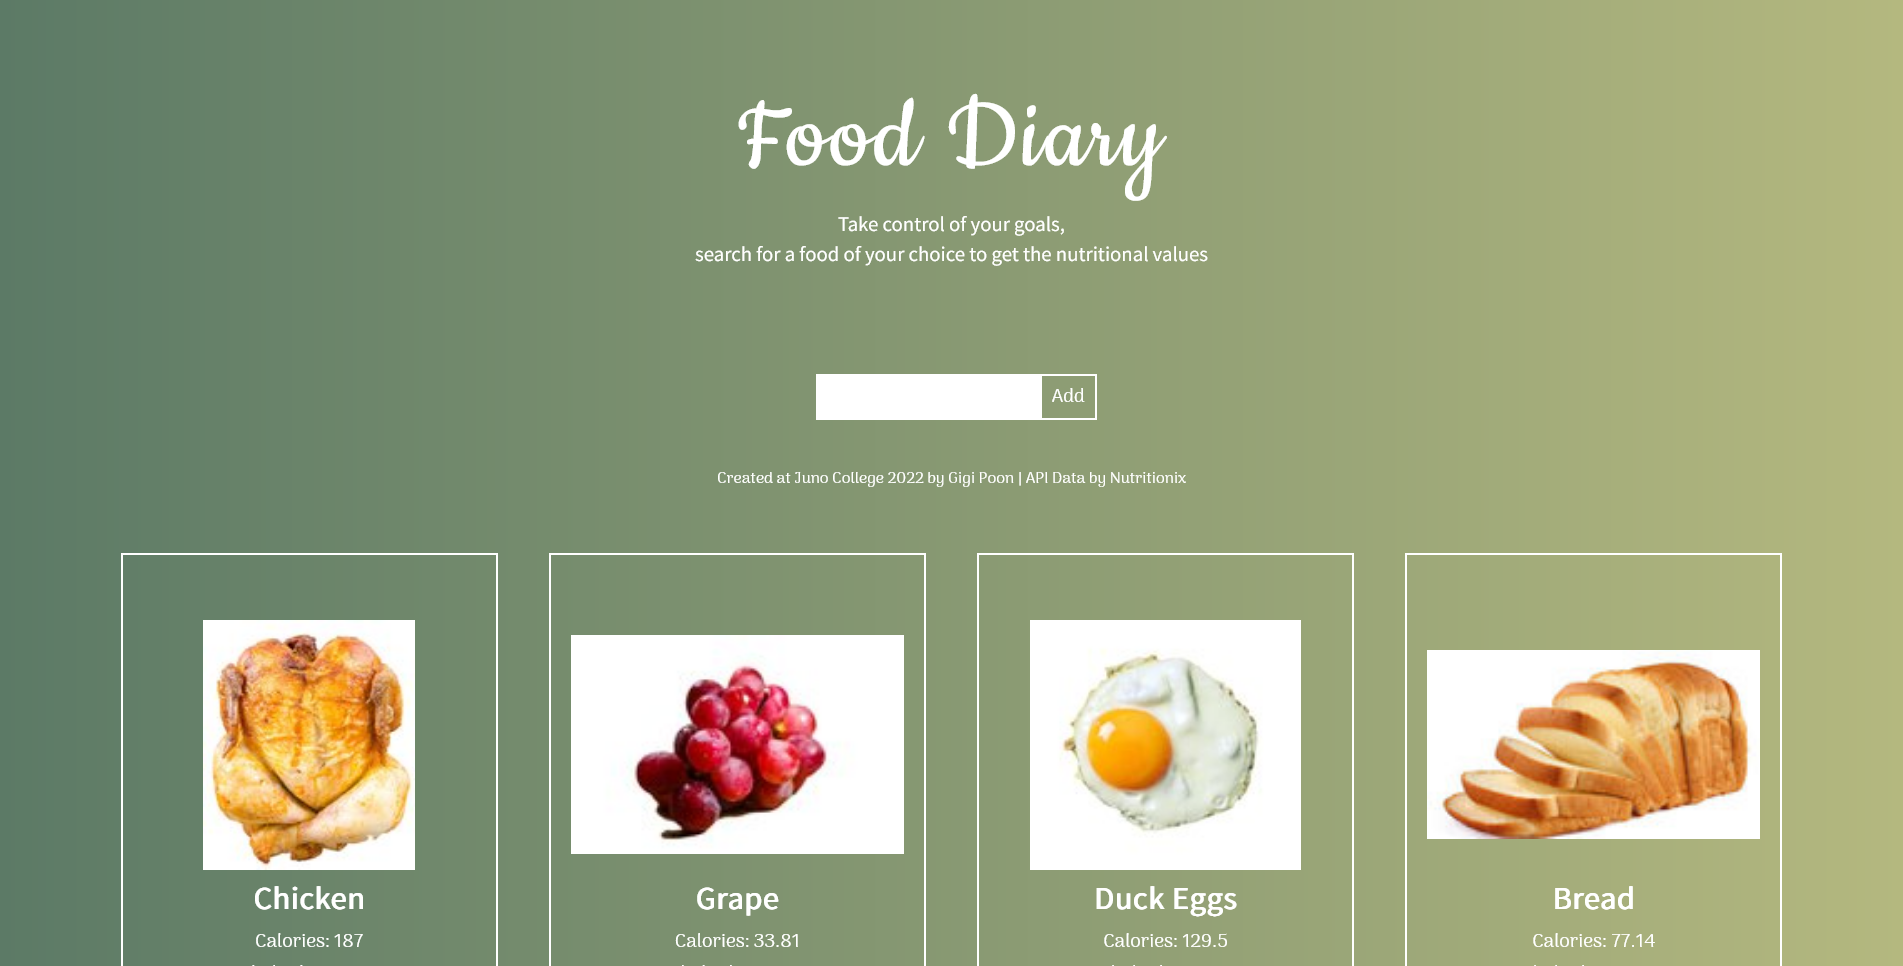 Food Diary
Take control of your goals,
search for a food of your choice to get the nutritional values
Add
Created at Juno College 2022 by Gigi Poon | API Data by Nutritionix
Chicken
Calories: 187
Grape
Calories: 33.81
Duck Eggs
Calories: 129.5
Bread
Calories: 77.14